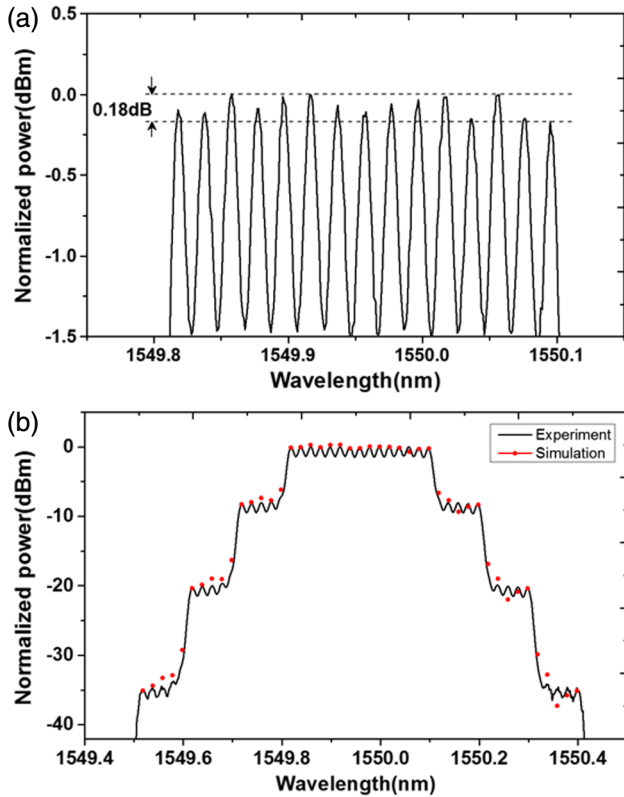 (a)
0.5
0.0
-0.5
-1.0
-1.5
0.18dB
Normalized power(dBm)
1549.8 1549.9 1550.0 1550.1
Wavelength(nm)
(b)
0
-10
-20
-30
-40
Normalized power(dBm)
Experiment
Simulation
1549.4 1549.6 1549.8 1550.0 1550.2 1550.4
Wavelength(nm)